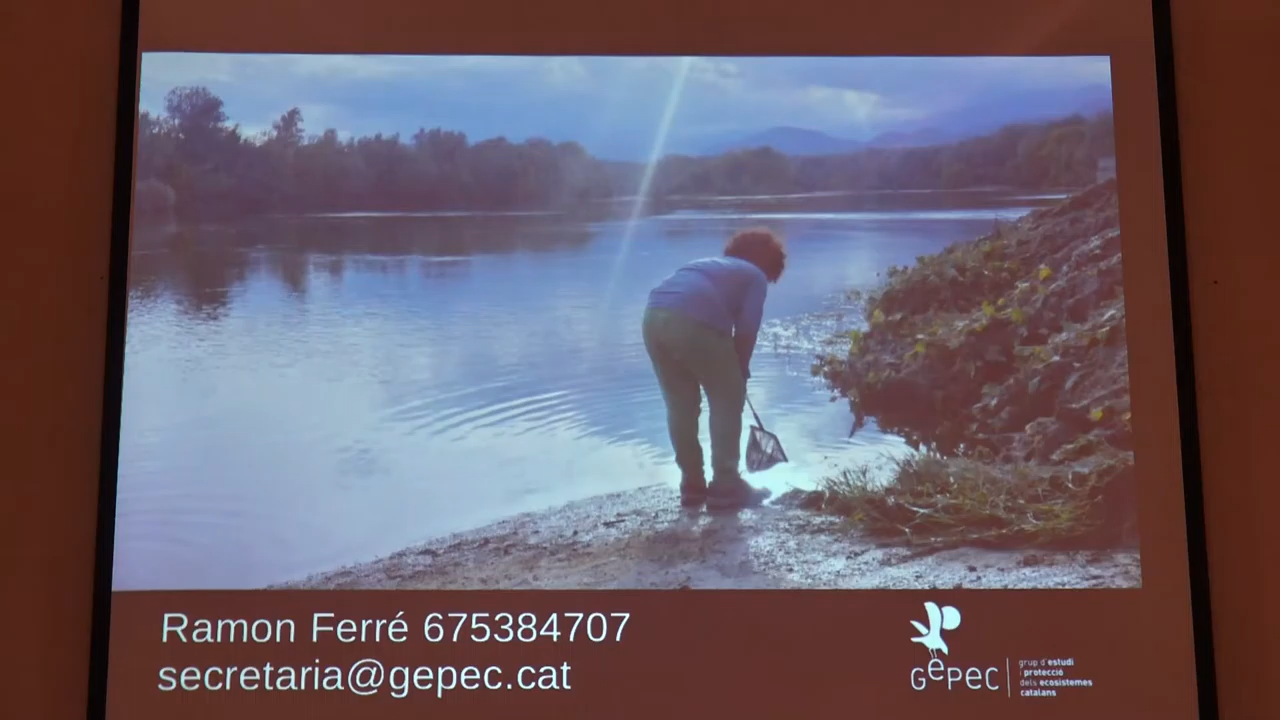 Ramon Ferré 675384707
secretaria@gepec.cat
GePeC
grup d'estudi
i protecció
dels ecosistemes
catalans